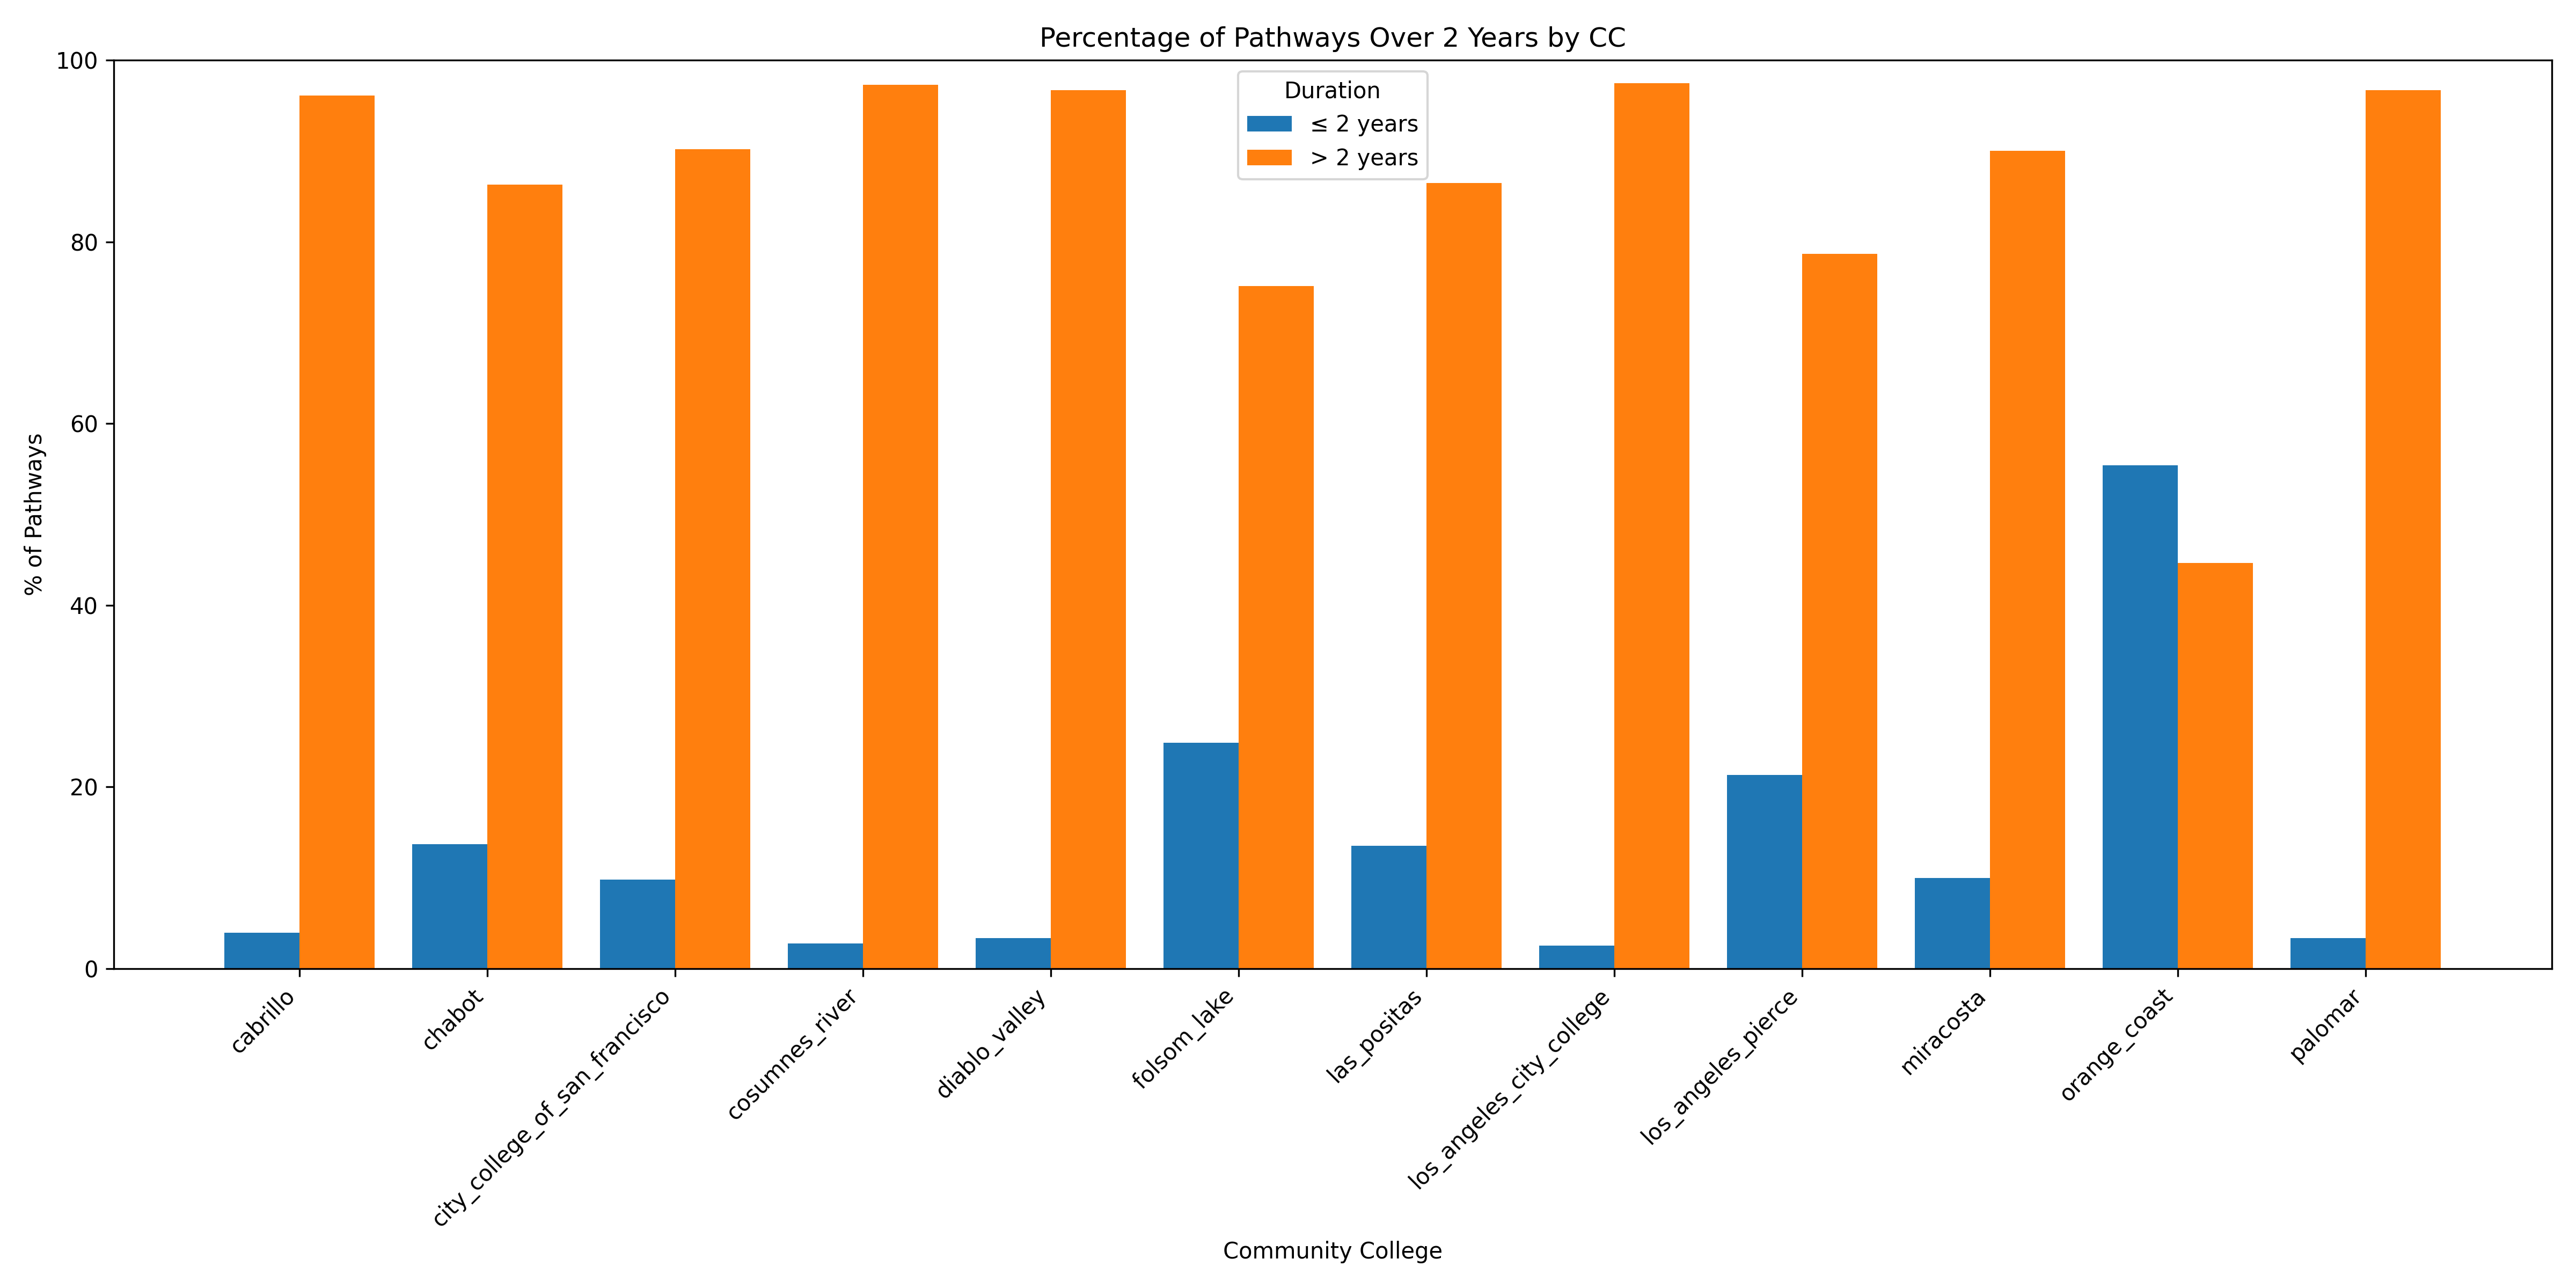 Percentage of Pathways Over 2 Years by CC
Duration
≤ 2 years
> 2 years
% of Pathways
100
80
60
40
20
0
cabrillo
chabot
city_college_of_san_francisco
cosumnes_river
diablo_valley
folsom_lake
las_positas
los_angeles_city_college
los_angeles_pierce
miracosta
orange_coast
palomar
Community College